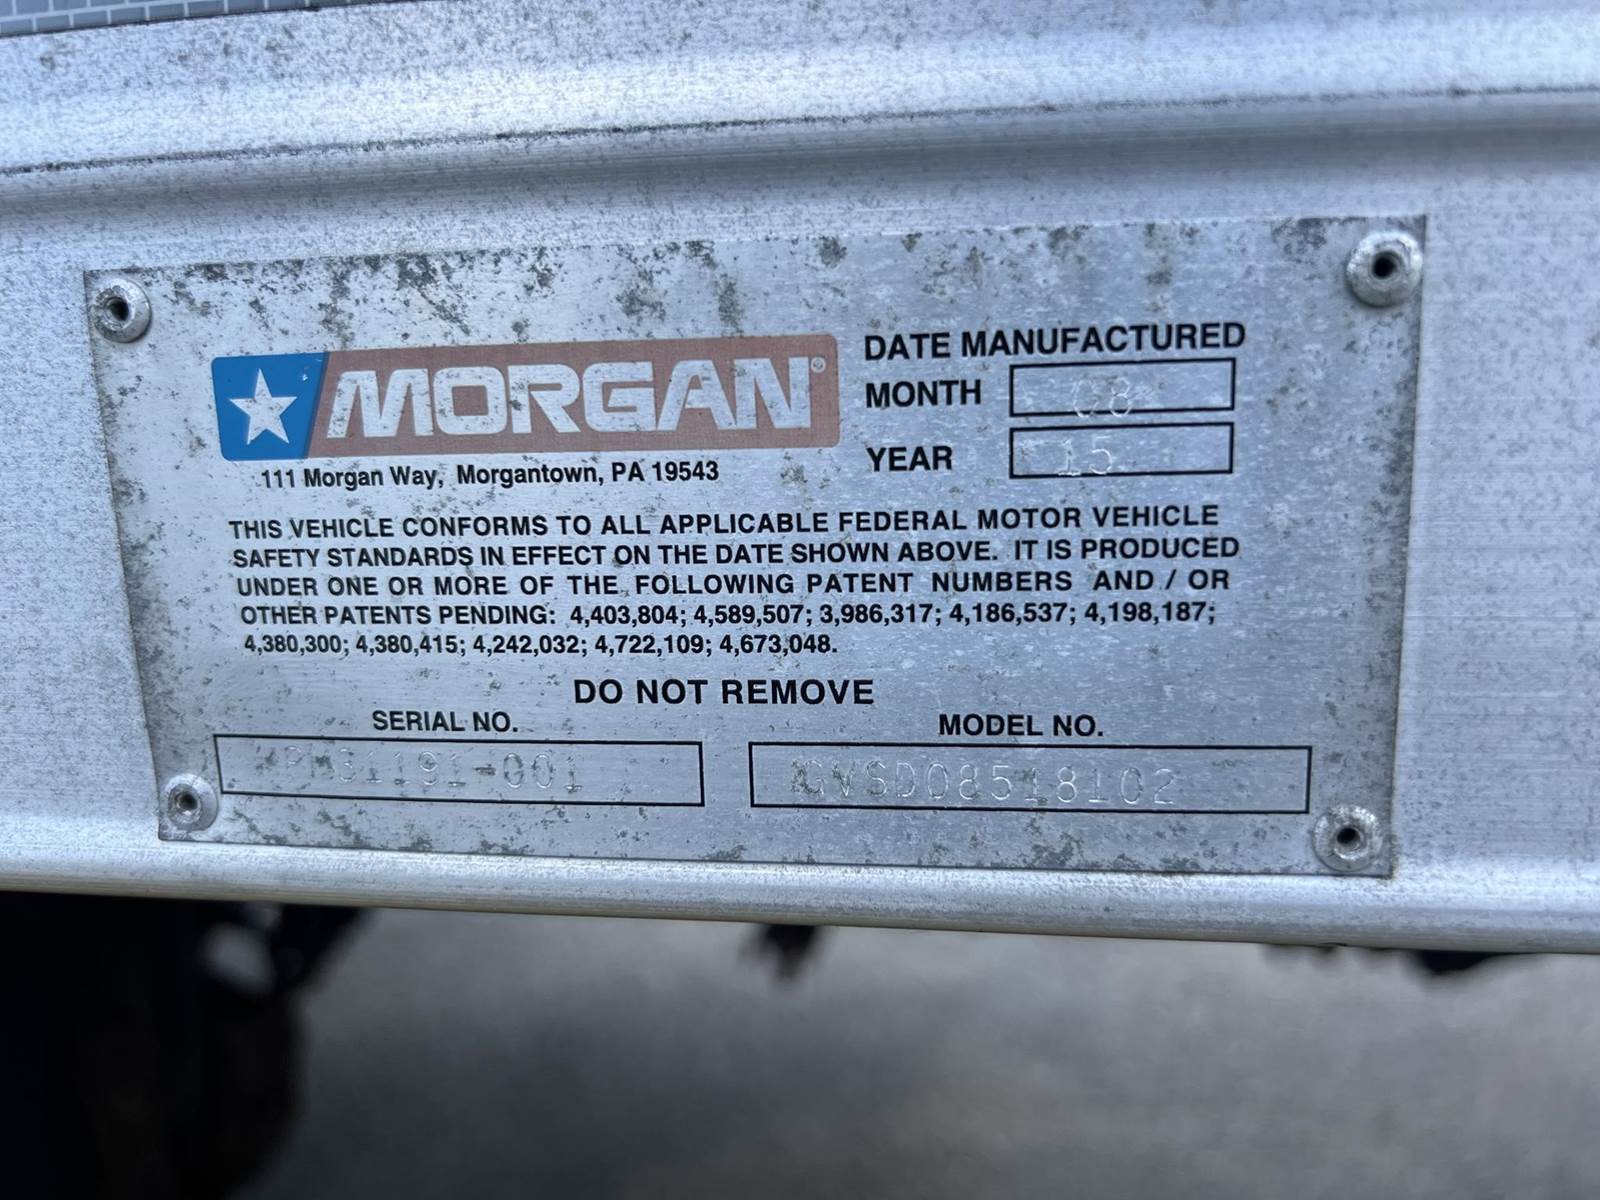 MORGAN®
111 Morgan Way, Morgantown, PA 19543
DATE MANUFACTURED
MONTH 08
YEAR 15
THIS VEHICLE CONFORMS TO ALL APPLICABLE FEDERAL MOTOR VEHICLE
SAFETY STANDARDS IN EFFECT ON THE DATE SHOWN ABOVE. IT IS PRODUCED
UNDER ONE OR MORE OF THE FOLLOWING PATENT NUMBERS AND / OR
OTHER PATENTS PENDING: 4,403,804; 4,589,507; 3,986,317; 4,186,537; 4,198,187;
4,380,300; 4,380,415; 4,242,032; 4,722,109; 4,673,048.
DO NOT REMOVE
SERIAL NO.
MODEL NO.
GVSD08518102